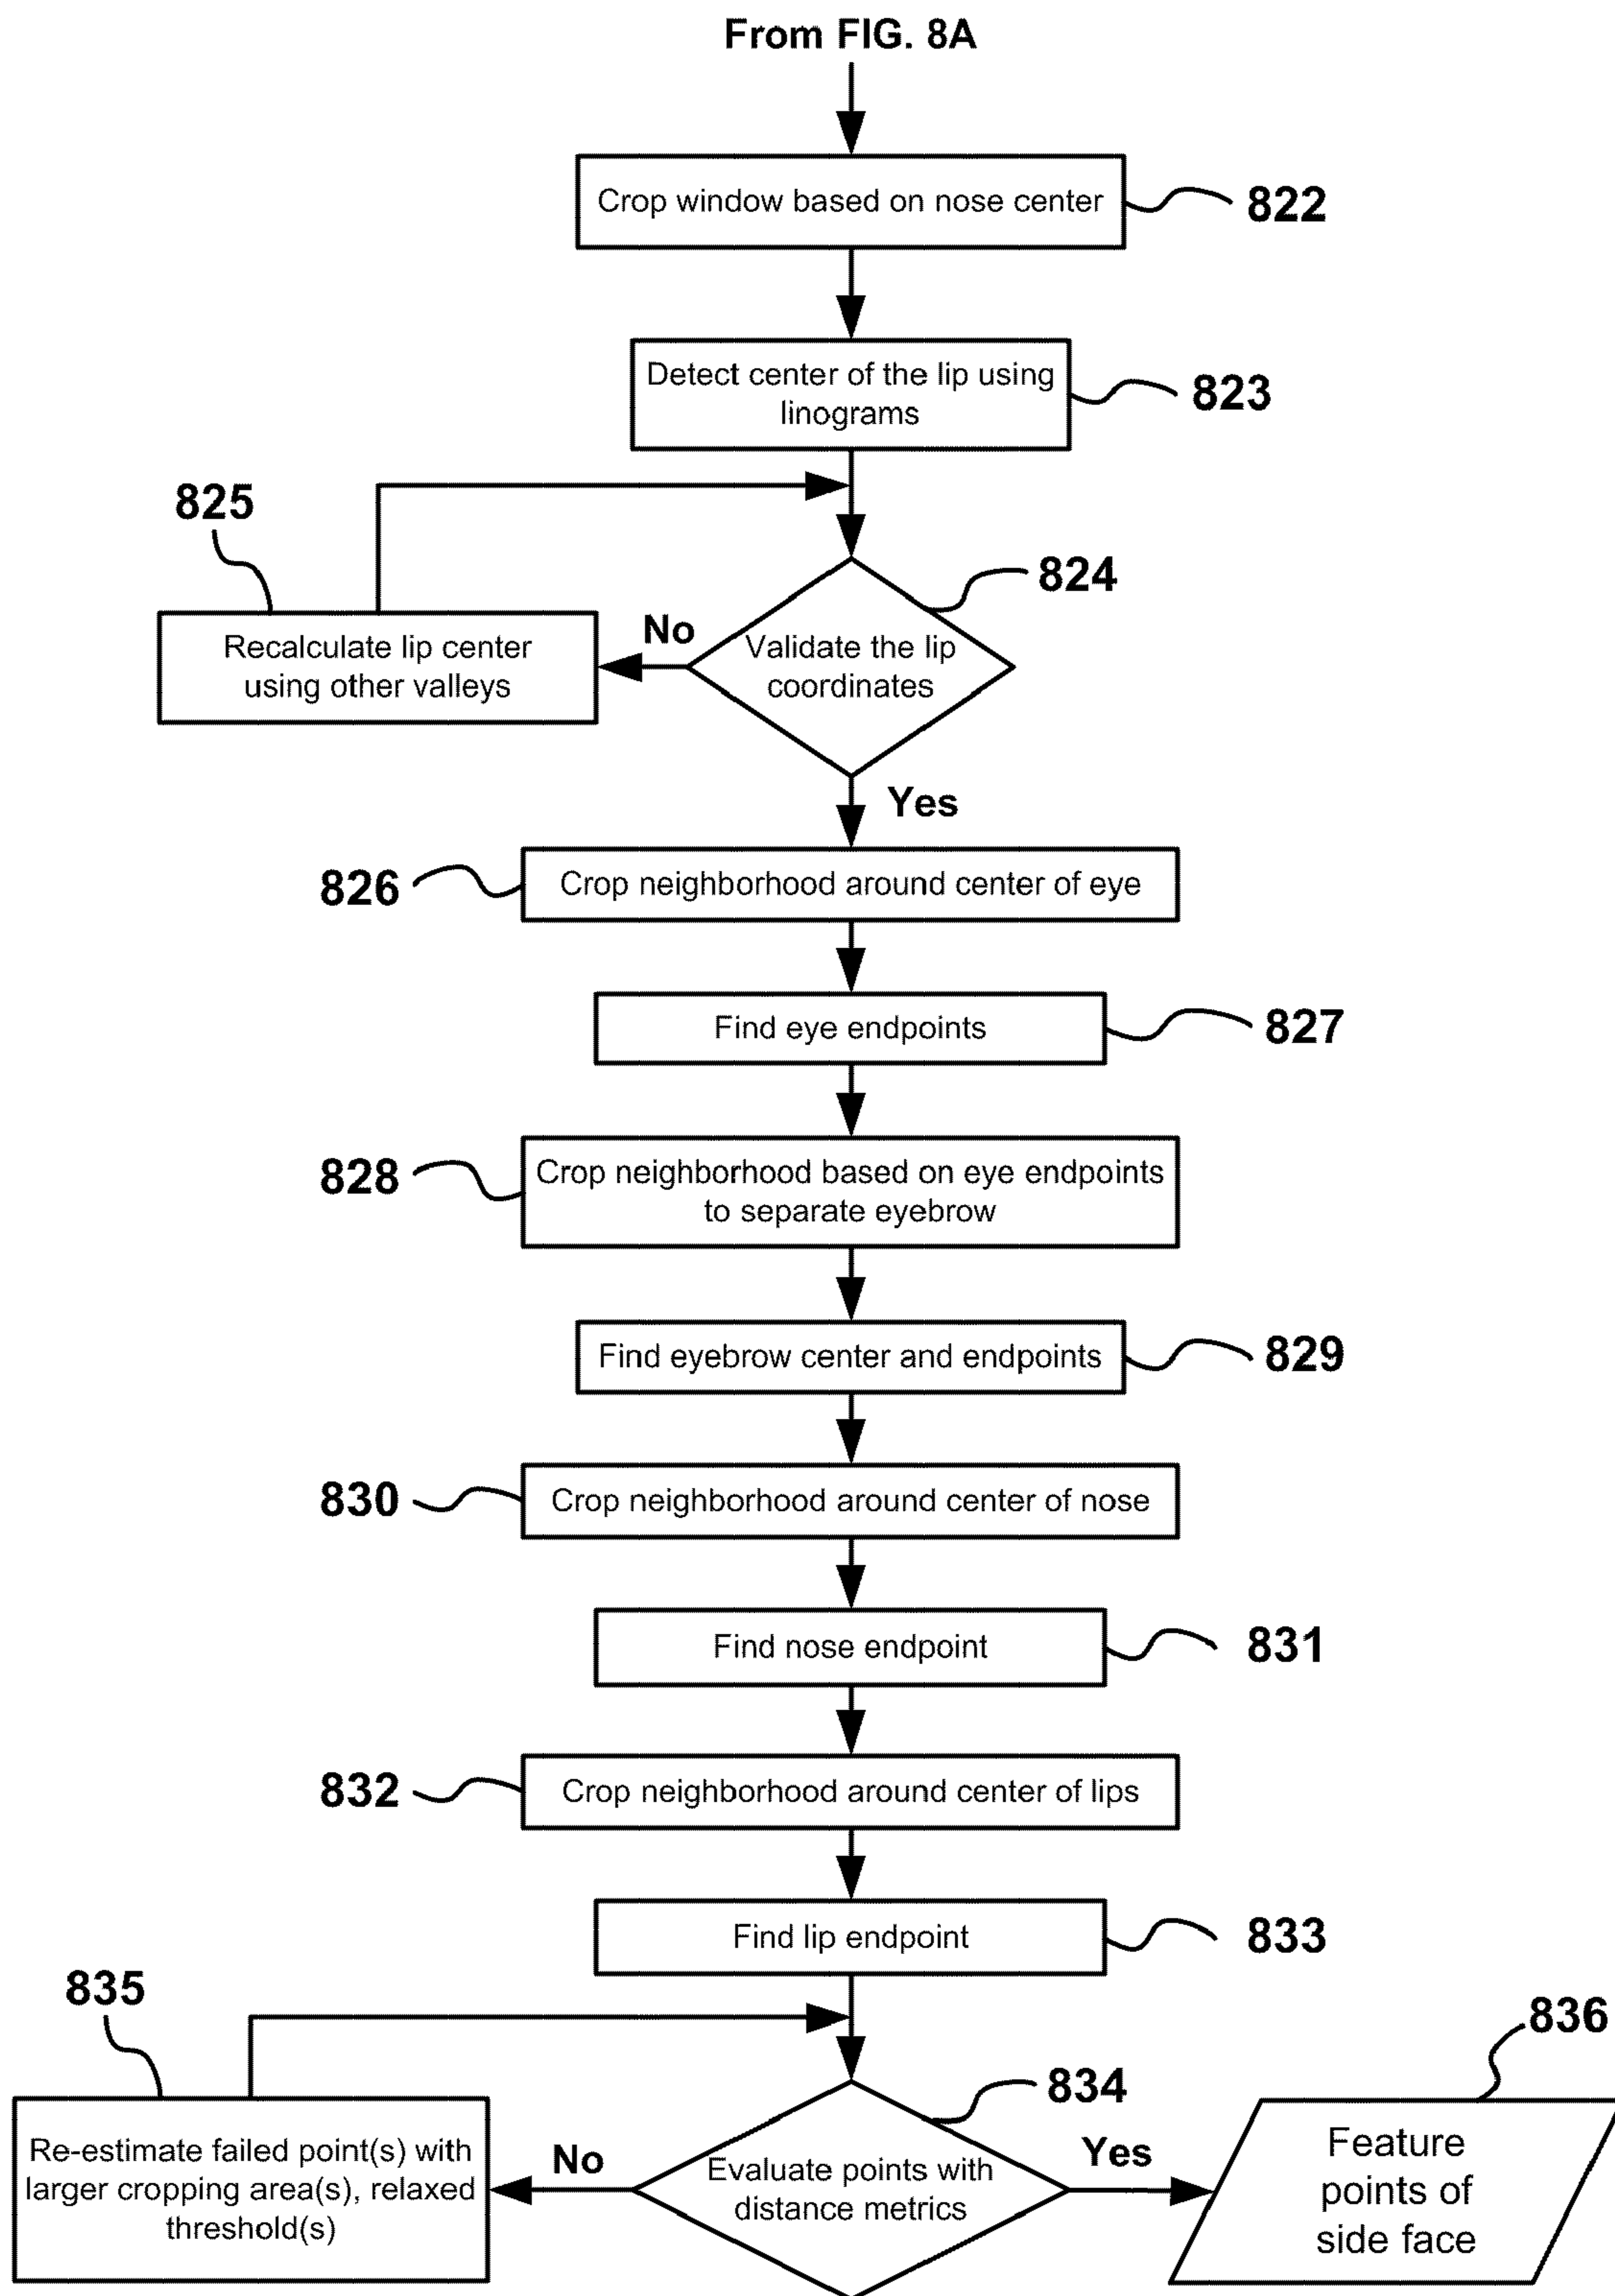 From FIG. 8A
Crop window based on nose center
822
Detect center of the lip using
linograms
823
825
824
Recalculate lip center
using other valleys
No
Validate the lip
coordinates
Yes
826
Crop neighborhood around center of eye
Find eye endpoints
827
828
Crop neighborhood based on eye endpoints
to separate eyebrow
Find eyebrow center and endpoints
829
830
Crop neighborhood around center of nose
Find nose endpoint
831
832
Crop neighborhood around center of lips
Find lip endpoint
833
835
836
834
Re-estimate failed point(s) with
larger cropping area(s), relaxed
threshold(s)
No
Evaluate points with
distance metrics
Yes
Feature
points of
side face